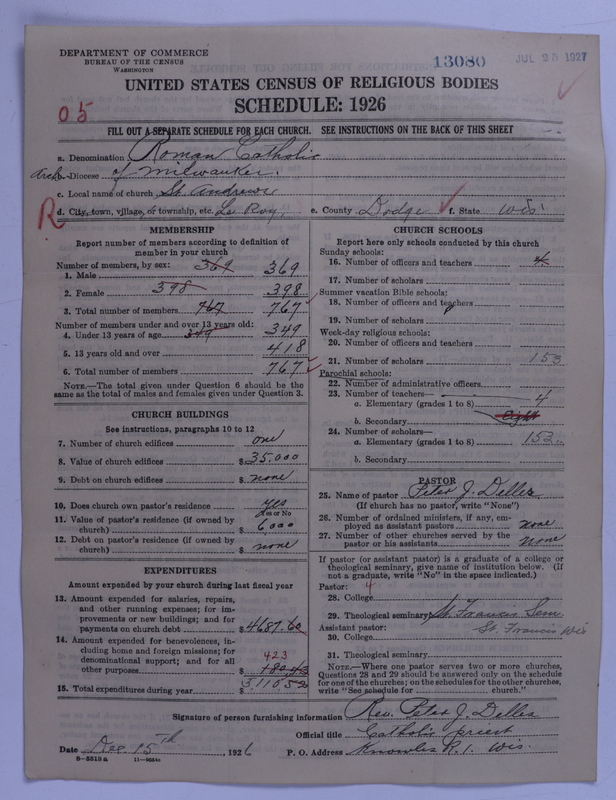 DEPARTMENT OF COMMERCE
BUREAU OF THE CENSUS
WASHINGTON
13080
JUL 25 1927
UNITED STATES CENSUS OF RELIGIOUS BODIES
SCHEDULE: 1926
05
FILL OUT A SEPARATE SCHEDULE FOR EACH CHURCH. SEE INSTRUCTIONS ON THE BACK OF THIS SHEET
a. Denomination Roman Catholic
Arch b. Diocese of Milwaukee.
c. Local name of church St. Andrews
R d. City, town, village, or township, etc. Le Roy, e. County Dodge f. State Wis.
MEMBERSHIP
Report number of members according to definition of
member in your church
Number of members, by sex:
1. Male 369 369
2. Female 398 398
3. Total number of members 767 767
Number of members under and over 13 years old:
4. Under 13 years of age 349 349
5. 13 years old and over 418
6. Total number of members 767
NOTE.—The total given under Question 6 should be the
same as the total of males and females given under Question 3.
CHURCH BUILDINGS
See instructions, paragraphs 10 to 12
7. Number of church edifices one
8. Value of church edifices $35,000
9. Debt on church edifices $ none
10. Does church own pastor's residence yes
Yes or No
11. Value of pastor's residence (if owned by
church) $ 6,000
12. Debt on pastor's residence (if owned by
church) $ none
EXPENDITURES
Amount expended by your church during last fiscal year
13. Amount expended for salaries, repairs,
and other running expenses; for im-
provements or new buildings; and for
payments on church debt $4687.60
14. Amount expended for benevolences, in-
cluding home and foreign missions; for
denominational support; and for all
other purposes $ 423
15. Total expenditures during year $
CHURCH SCHOOLS
Report here only schools conducted by this church
Sunday schools:
16. Number of officers and teachers 4
17. Number of scholars
Summer vacation Bible schools:
18. Number of officers and teachers
19. Number of scholars
Week-day religious schools:
20. Number of officers and teachers
21. Number of scholars 153
Parochial schools:
22. Number of administrative officers
23. Number of teachers—
a. Elementary (grades 1 to 8) 4
b. Secondary eight
24. Number of scholars—
a. Elementary (grades 1 to 8) 153
b. Secondary
PASTOR
25. Name of pastor Peter J. Delles
(If church has no pastor, write "None")
26. Number of ordained ministers, if any, em-
ployed as assistant pastors none
27. Number of other churches served by the
pastor or his assistants none
If pastor (or assistant pastor) is a graduate of a college or
theological seminary, give name of institution below. (If
not a graduate, write "No" in the space indicated.)
Pastor: 4
28. College
29. Theological seminary St. Francis Sem.
Assistant pastor: St. Francis Wis
30. College
31. Theological seminary
NOTE.—Where one pastor serves two or more churches,
Questions 28 and 29 should be answered only on the schedule
for one of the churches; on the schedules for the other churches,
write "See schedule for church."
Signature of person furnishing information Rev. Peter J. Delles
Official title Catholic priest
Date Dec. 15th, 1926 P. O. Address Knowles R. 1. Wis.
8—5518a 11—9054